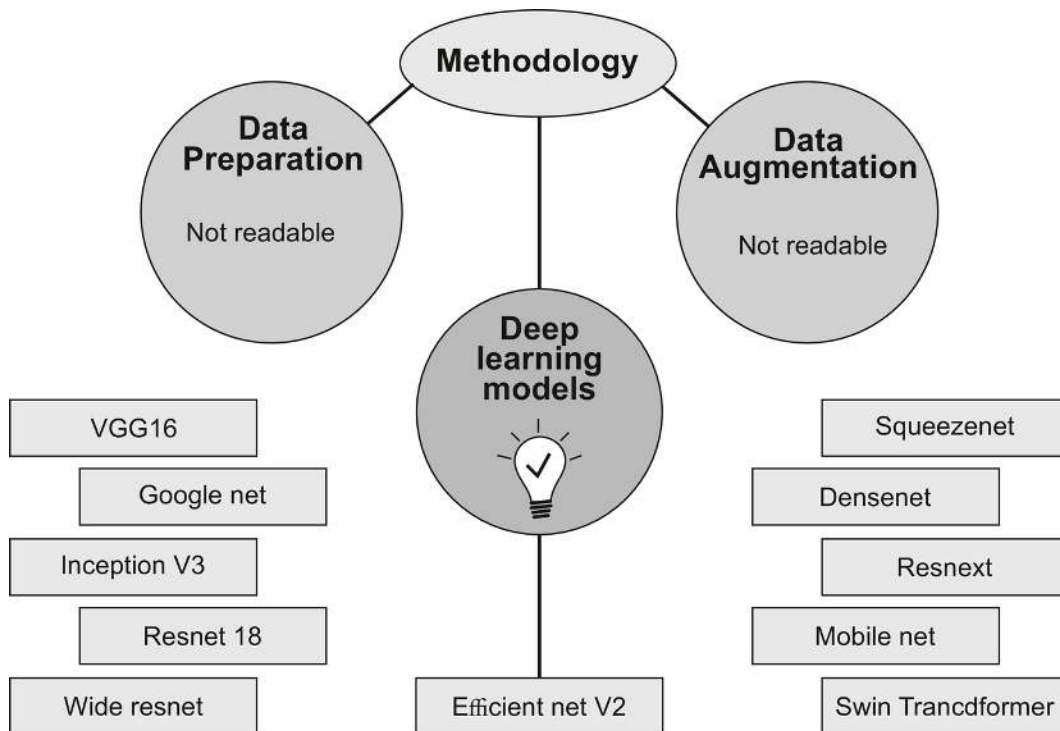 Methodology
Data
Preparation
Not readable
Data
Augmentation
Not readable
Deep
learning
models
VGG16
Google net
Inception V3
Resnet 18
Wide resnet
Efficient net V2
Squeezenet
Densenet
Resnext
Mobile net
Swin Trancdformer